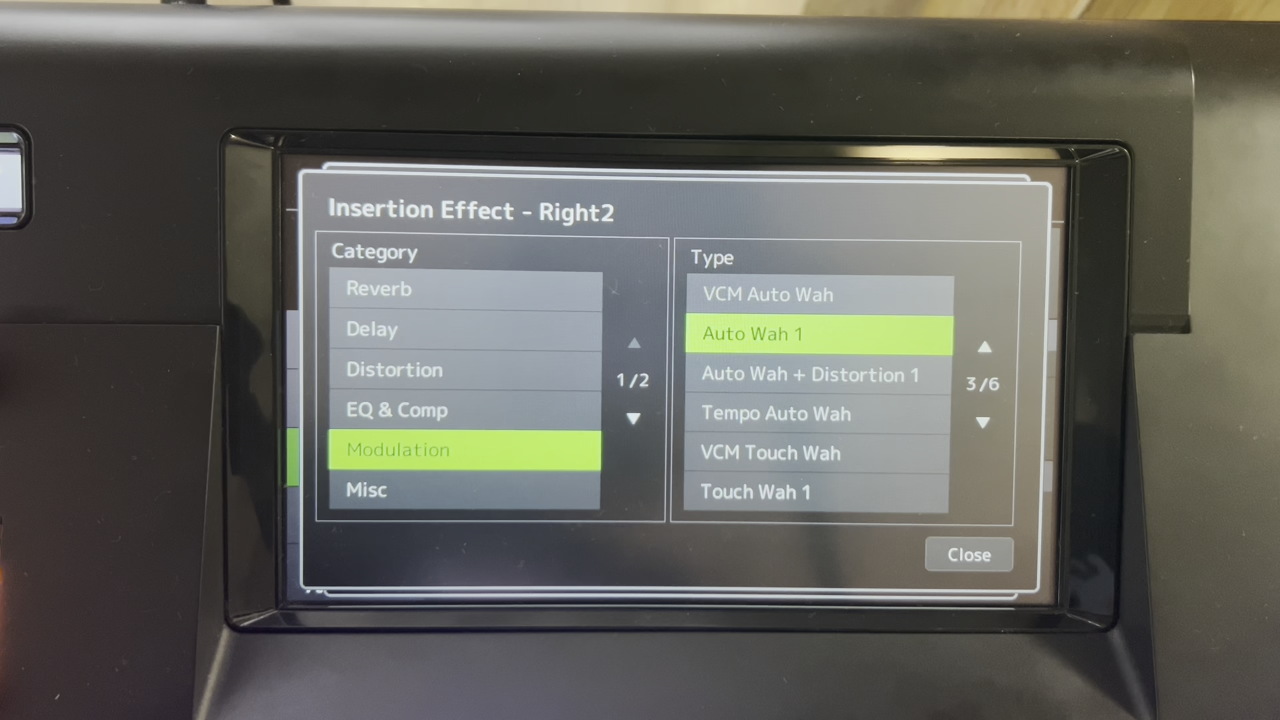 Insertion Effect - Right2
Category
Reverb
Delay
Distortion
EQ & Comp
Modulation
Misc
1/2
Type
VCM Auto Wah
Auto Wah 1
Auto Wah + Distortion 1
Tempo Auto Wah
VCM Touch Wah
Touch Wah 1
3/6
Close